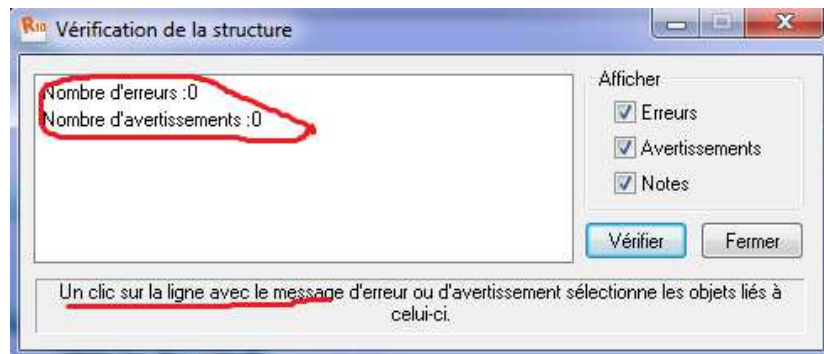 R10 Vérification de la structure
Nombre d'erreurs :0
Nombre d'avertissements :0
Afficher
Erreurs
Avertissements
Notes
Vérifier Fermer
Un clic sur la ligne avec le message d'erreur ou d'avertissement sélectionne les objets liés à
celui-ci.